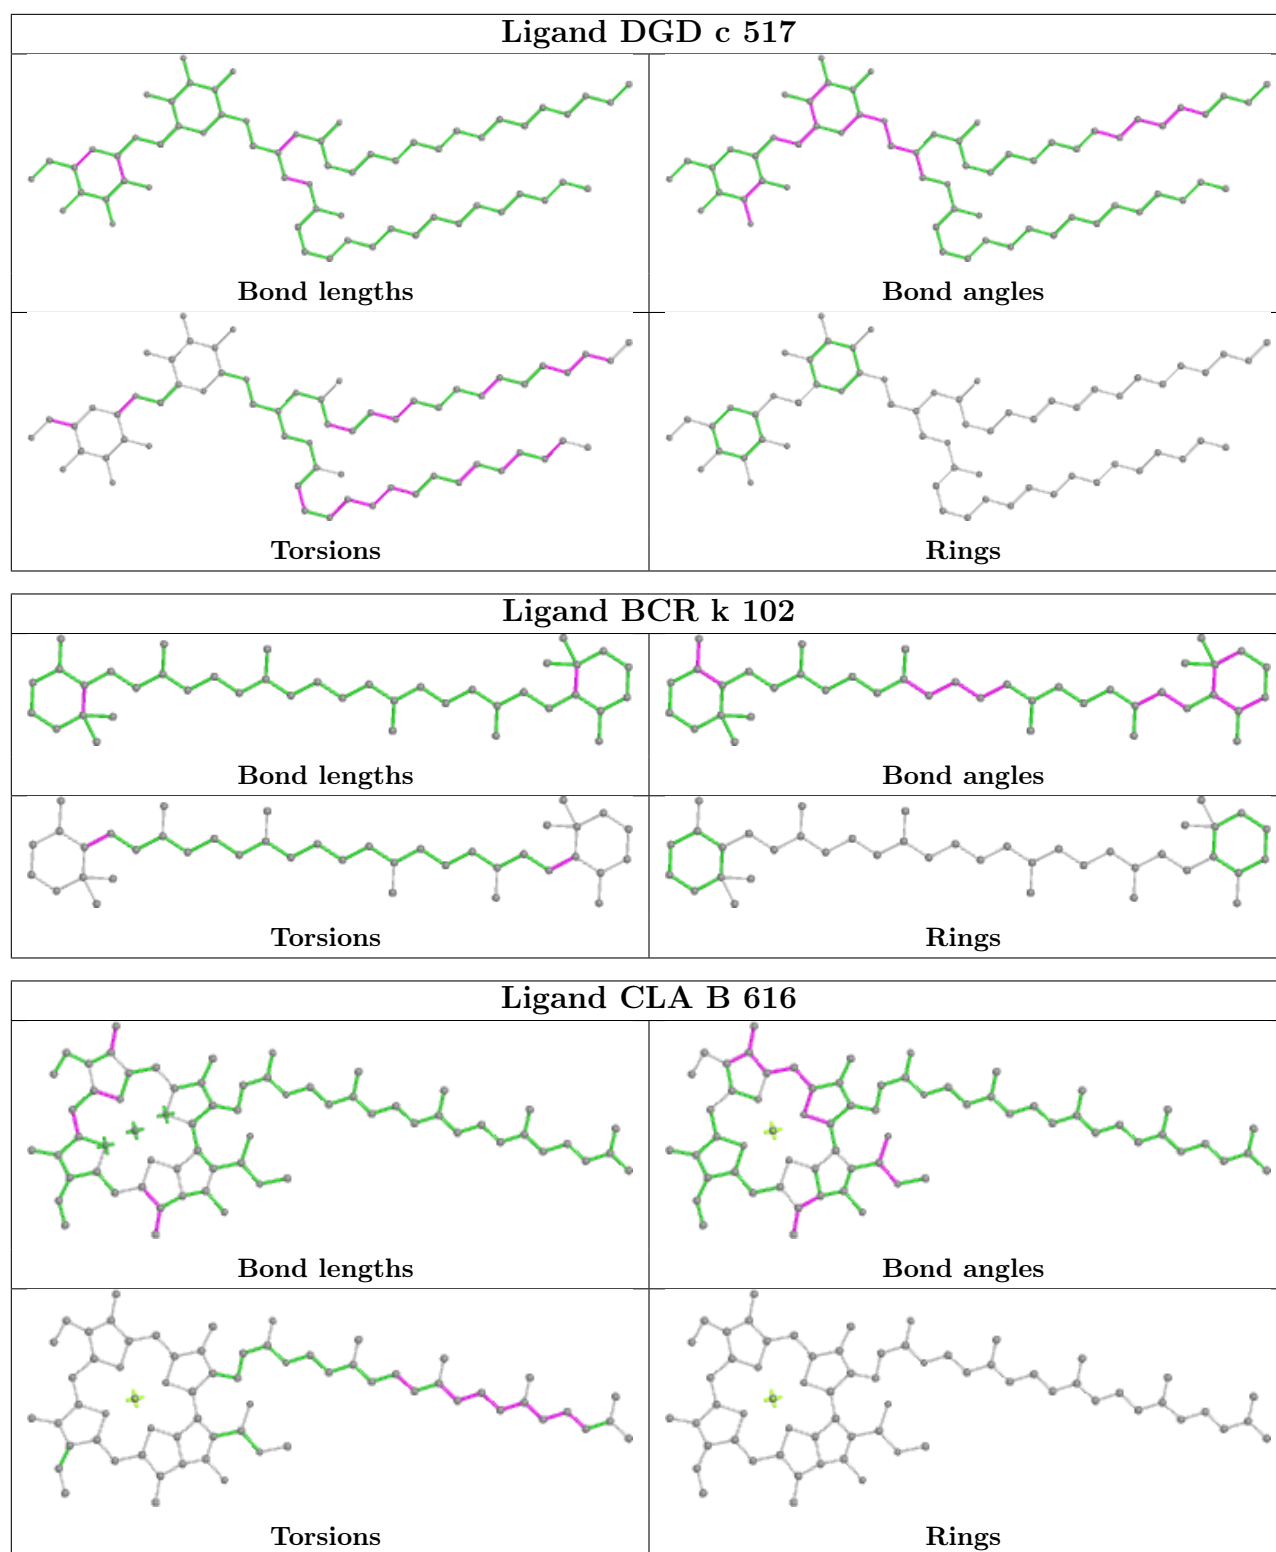 Ligand DGD c 517
Bond lengths
Bond angles
Torsions
Rings
Ligand BCR k 102
Bond lengths
Bond angles
Torsions
Rings
Ligand CLA B 616
Bond lengths
Bond angles
Torsions
Rings